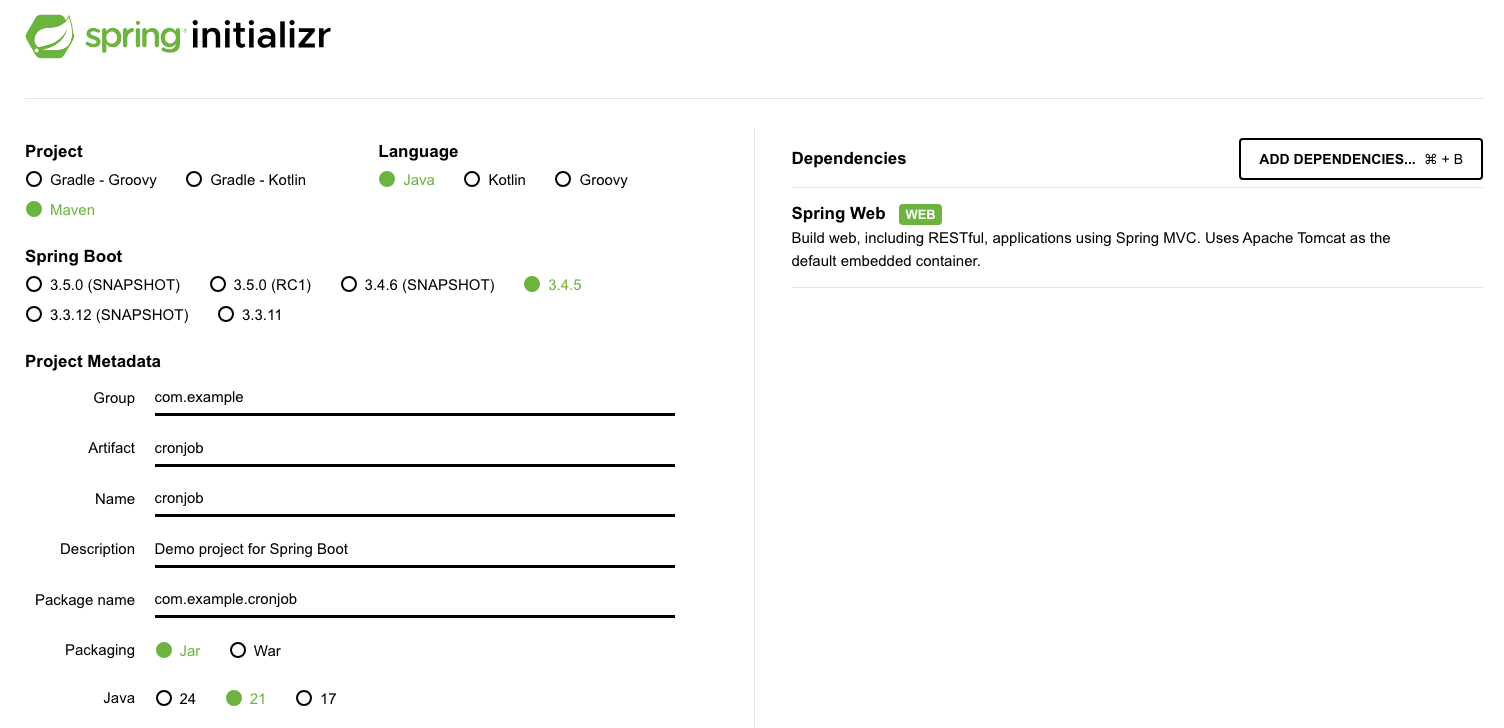 spring initializr
Project
Gradle - Groovy Gradle - Kotlin
Maven
Language
Java Kotlin Groovy
Spring Boot
3.5.0 (SNAPSHOT) 3.5.0 (RC1) 3.4.6 (SNAPSHOT) 3.4.5
3.3.12 (SNAPSHOT) 3.3.11
Project Metadata
Group com.example
Artifact cronjob
Name cronjob
Description Demo project for Spring Boot
Package name com.example.cronjob
Packaging Jar War
Java 24 21 17
Dependencies ADD DEPENDENCIES... ⌘ + B
Spring Web WEB
Build web, including RESTful, applications using Spring MVC. Uses Apache Tomcat as the
default embedded container.